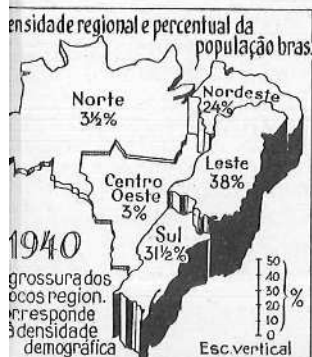 ensidade regional e percentual da
população bras.
Norte
3½%
Nordeste
24%
Leste
38%
Centro
Oeste
3%
Sul
31½%
1940
grossura dos
ocos region.
orresponde
à densidade
demográfica
50
40
30
20
10
0
%
Esc. vertical